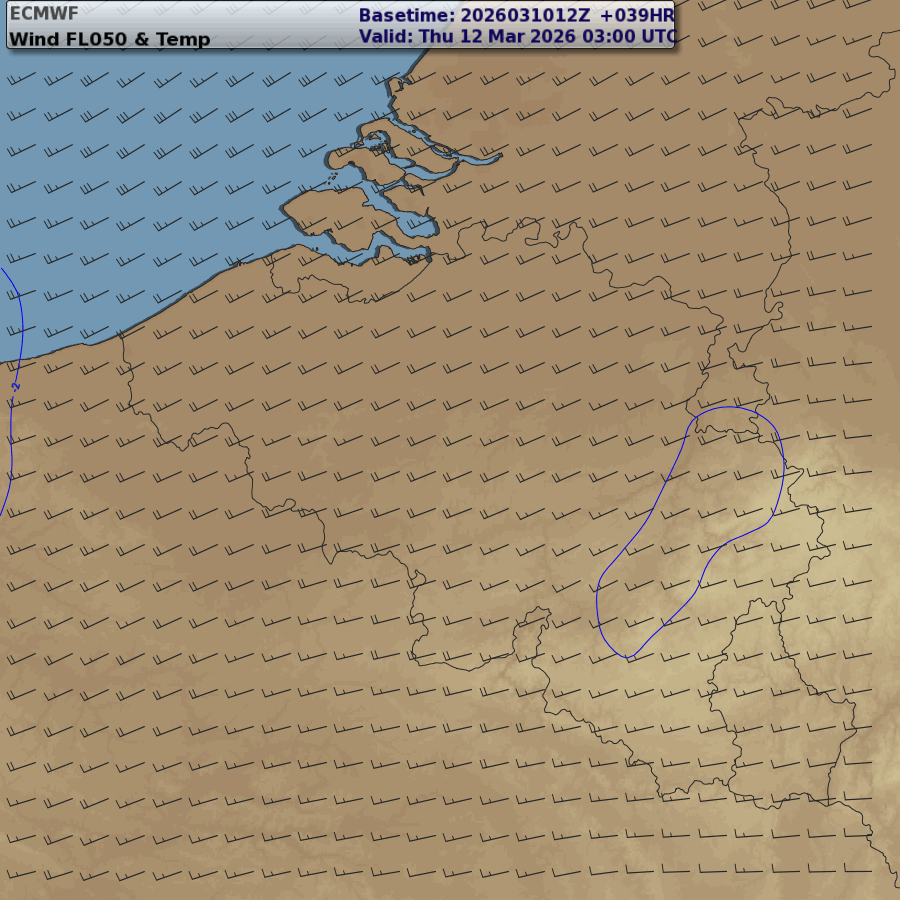 ECMWF
Basetime: 2026031012Z +039HR
Wind FL050 & Temp
Valid: Thu 12 Mar 2026 03:00 UTC
-2